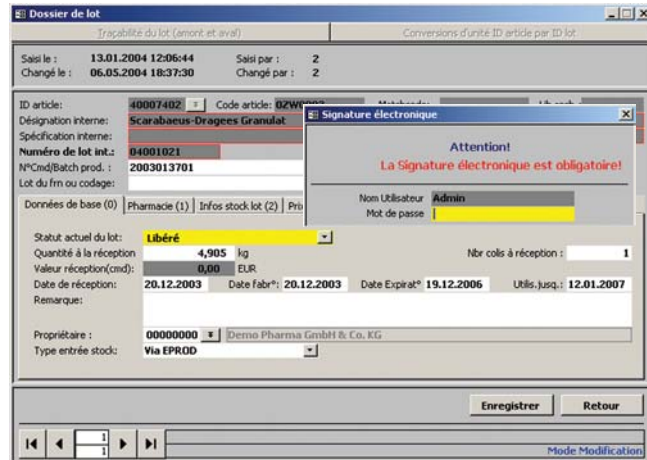 Dossier de lot
Traçabilité du lot (amont et aval) Conversions d'unité ID article par ID lot
Saisi le : 13.01.2004 12:06:44 Saisi par : 2
Changé le : 06.05.2004 18:37:30 Changé par : 2
ID article: 40007402 Code article:
Désignation interne: Scarabaeus-Dragees Granulat
Spécification interne:
Numéro de lot int.: 04001021
N°Cmd/Batch prod. : 2003013701
Lot du frn ou codage:
Signature électronique
Attention!
La Signature électronique est obligatoire!
Nom Utilisateur Admin
Mot de passe
Données de base (0) Pharmacie (1) Infos stock lot (2)
Statut actuel du lot: Libéré
Quantité à la réception 4,905 kg Nbr colis à réception : 1
Valeur réception(cmd): 0,00 EUR
Date de réception: 20.12.2003 Date fabr°: 20.12.2003 Date Expirat° 19.12.2006 Utilis.jusq.: 12.01.2007
Remarque:
Propriétaire : 00000000 Demo Pharma GmbH & Co. KG
Type entrée stock: Via EPROD
Enregistrer Retour
1
1
Mode Modification